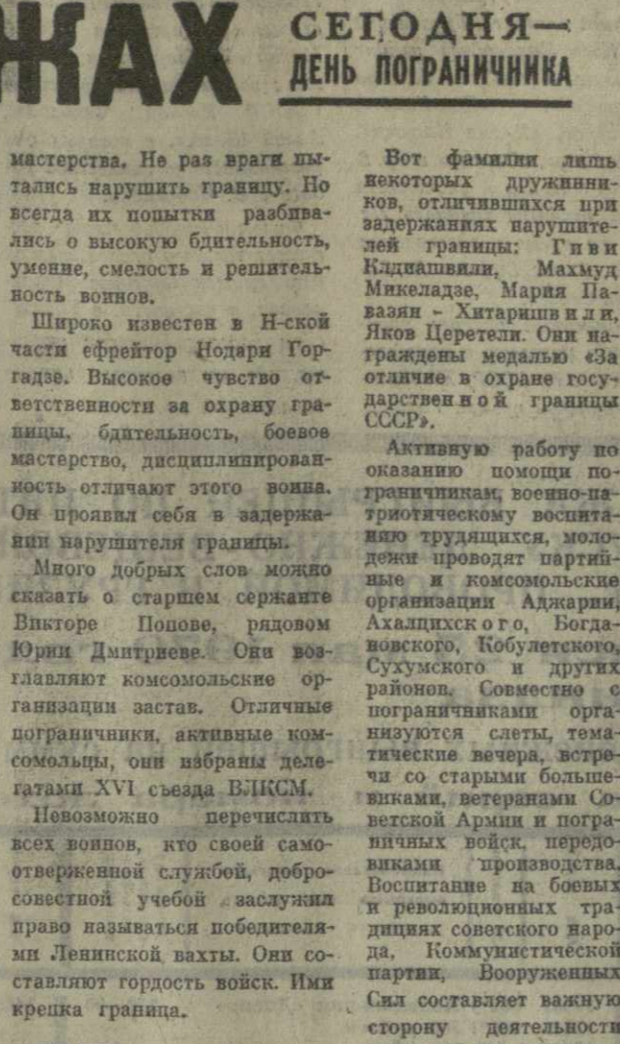 ЖАХ
СЕГОДНЯ—
ДЕНЬ ПОГРАНИЧНИКА
мастерства. Не раз враги пы-
тались нарушить границу. Но
всегда их попытки разбива-
лись о высокую бдительность,
умение, смелость и решитель-
ность воинов.
Широко известен в Н-ской
части ефрейтор Нодари Гор-
гадзе. Высокое чувство от-
ветственности за охрану гра-
ницы, бдительность, боевое
мастерство, дисциплинирован-
ность отличают этого воина.
Он проявил себя в задержа-
нии нарушителя границы.
Много добрых слов можно
сказать о старшем сержанте
Викторе Попове, рядовом
Юрии Дмитриеве. Они воз-
главляют комсомольские ор-
ганизации застав. Отличные
пограничники, активные ком-
сомольцы, они избраны деле-
гатами XVI съезда ВЛКСМ.
Невозможно перечислить
всех воинов, кто своей само-
отверженной службой, добро-
совестной учебой заслужил
право называться победителя-
ми Ленинской вахты. Они со-
ставляют гордость войск. Ими
крепка граница.
Вот фамилии лишь
некоторых дружинни-
ков, отличившихся при
задержаниях нарушите-
лей границы: Гиви
Клдиашвили, Махмуд
Микеладзе, Мария Па-
вазян - Хитаришвили,
Яков Церетели. Они на-
граждены медалью «За
отличие в охране госу-
дарственной границы
СССР».
Активную работу по
оказанию помощи по-
граничникам, военно-па-
триотическому воспита-
нию трудящихся, моло-
дежи проводят партий-
ные и комсомольские
организации Аджарии,
Ахалцихского, Богда-
новского, Кобулетского,
Сухумского и других
районов. Совместно с
пограничниками орга-
низуются слеты, тема-
тические вечера, встре-
чи со старыми больше-
виками, ветеранами Со-
ветской Армии и погра-
ничных войск, передо-
виками производства.
Воспитание на боевых
и революционных тра-
дициях советского наро-
да, Коммунистической
партии, Вооруженных
Сил составляет важную
сторону деятельности